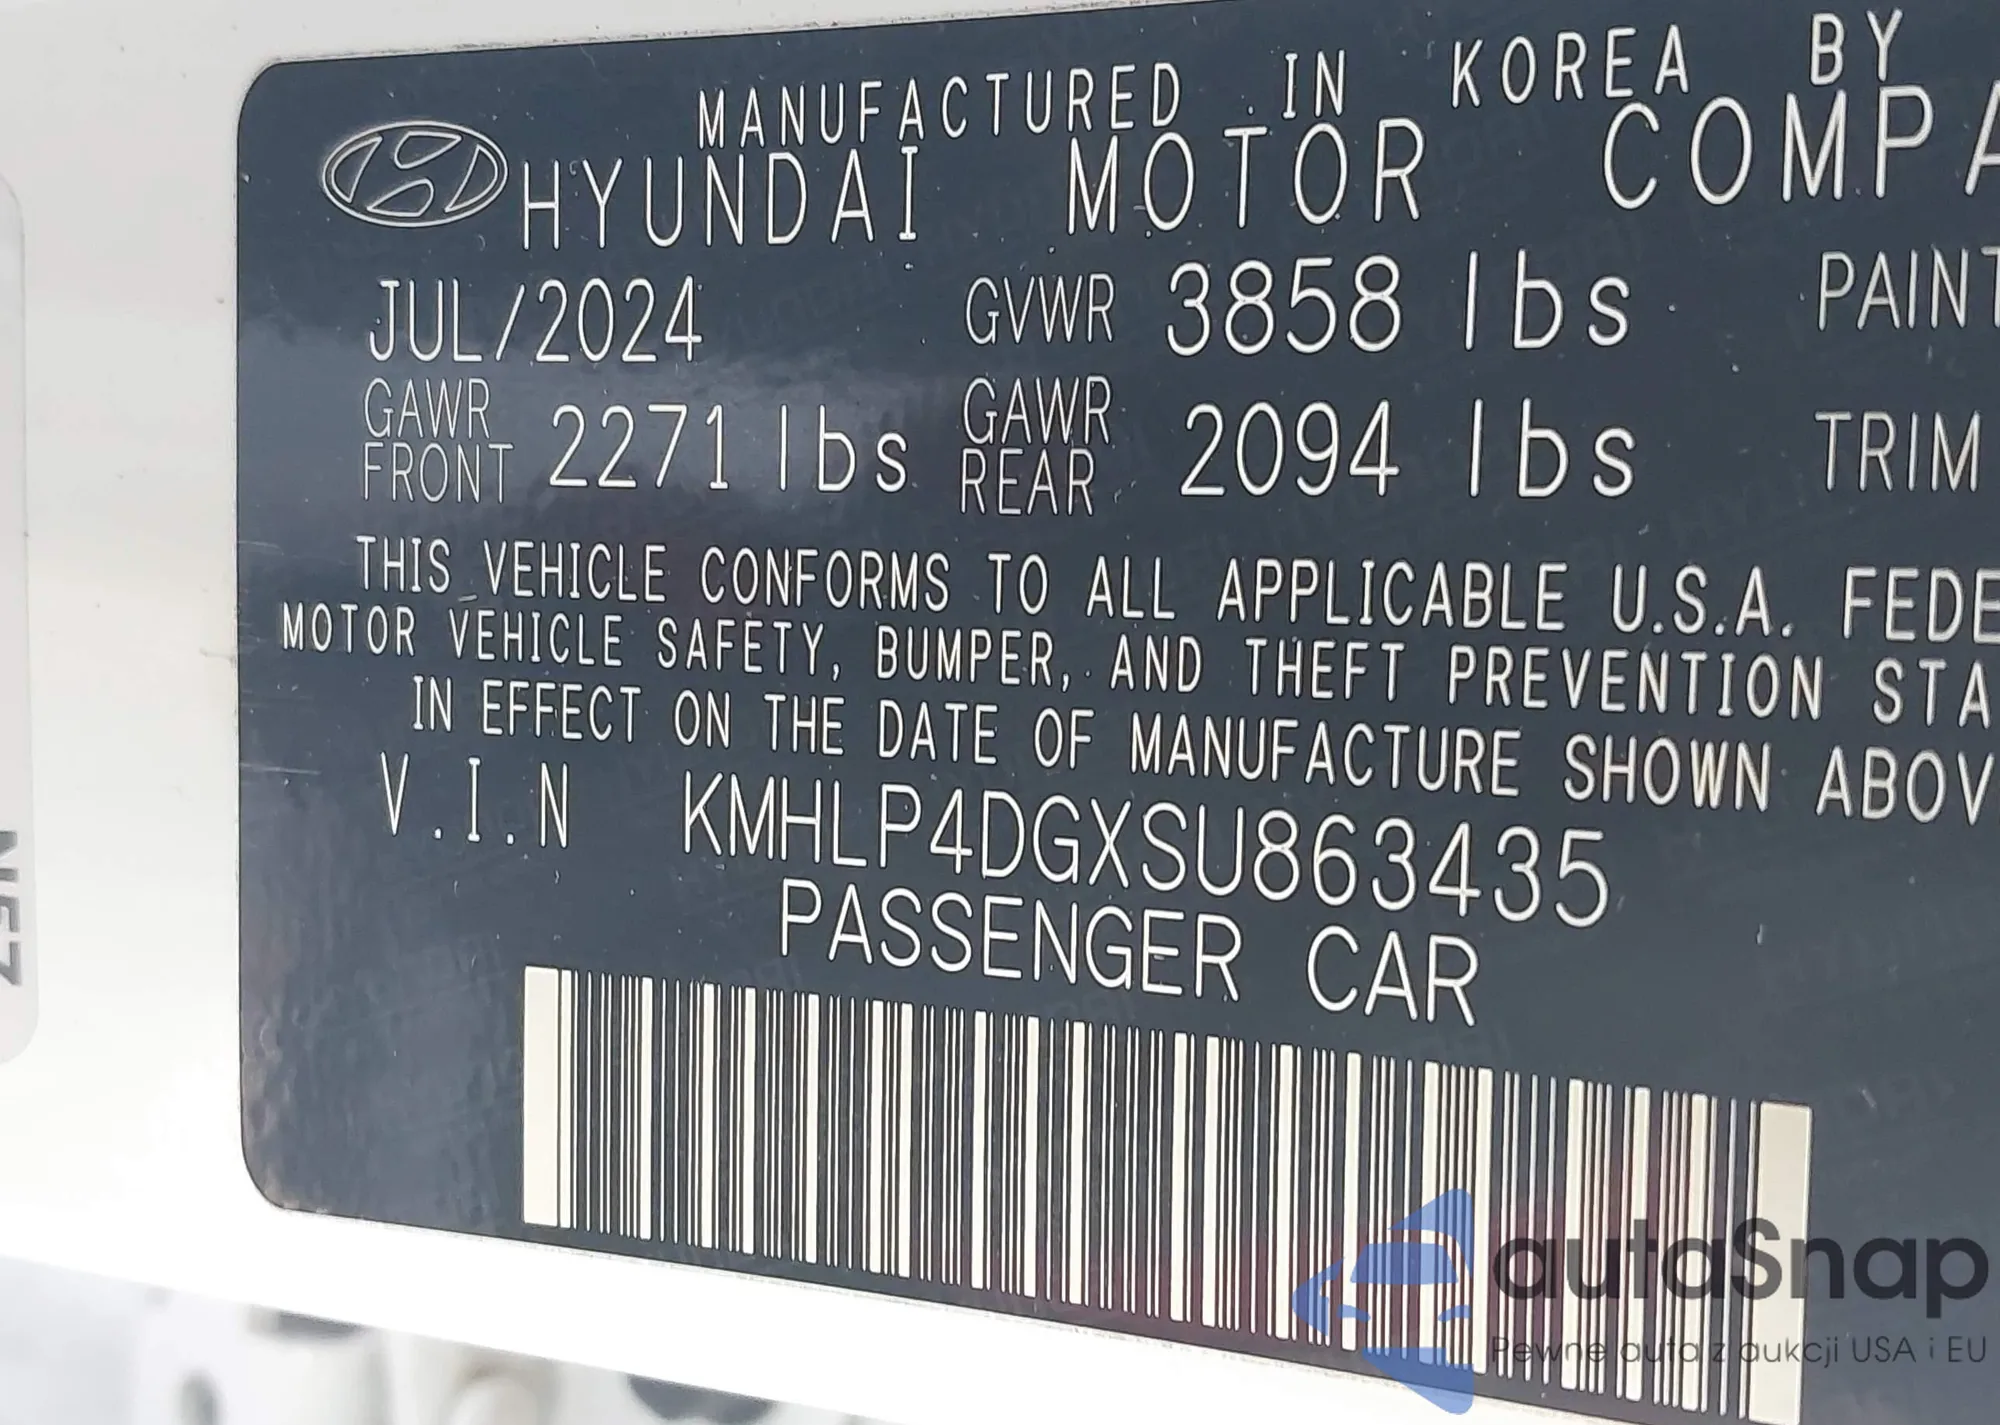 MANUFACTURED IN KOREA BY
HYUNDAI MOTOR COMPA
JUL/2024 GVWR 3858 lbs PAINT
GAWR FRONT 2271 lbs GAWR REAR 2094 lbs TRIM
THIS VEHICLE CONFORMS TO ALL APPLICABLE U.S.A. FEDE
MOTOR VEHICLE SAFETY, BUMPER, AND THEFT PREVENTION STA
IN EFFECT ON THE DATE OF MANUFACTURE SHOWN ABOV
V.I.N KMHLP4DGXSU863435
PASSENGER CAR
autaSnap
Pewne auta z aukcji USA i EU